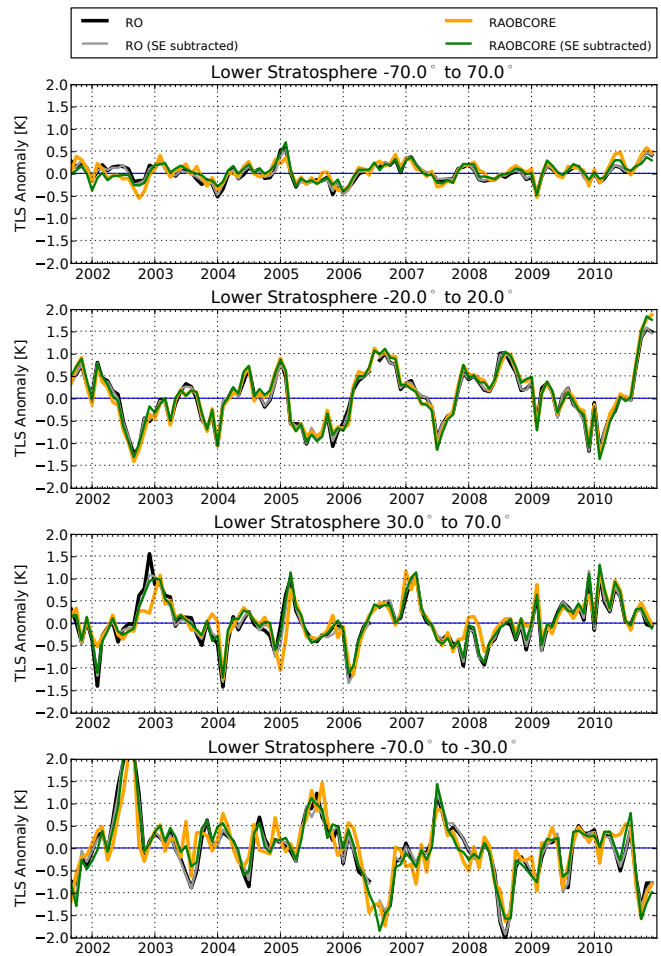 RO
RO (SE subtracted)
RAOBCORE
RAOBCORE (SE subtracted)
Lower Stratosphere -70.0° to 70.0°
TLS Anomaly [K]
2.0
1.5
1.0
0.5
0.0
−0.5
−1.0
−1.5
−2.0
2002 2003 2004 2005 2006 2007 2008 2009 2010
Lower Stratosphere -20.0° to 20.0°
TLS Anomaly [K]
2.0
1.5
1.0
0.5
0.0
−0.5
−1.0
−1.5
−2.0
2002 2003 2004 2005 2006 2007 2008 2009 2010
Lower Stratosphere 30.0° to 70.0°
TLS Anomaly [K]
2.0
1.5
1.0
0.5
0.0
−0.5
−1.0
−1.5
−2.0
2002 2003 2004 2005 2006 2007 2008 2009 2010
Lower Stratosphere -70.0° to -30.0°
TLS Anomaly [K]
2.0
1.5
1.0
0.5
0.0
−0.5
−1.0
−1.5
−2.0
2002 2003 2004 2005 2006 2007 2008 2009 2010